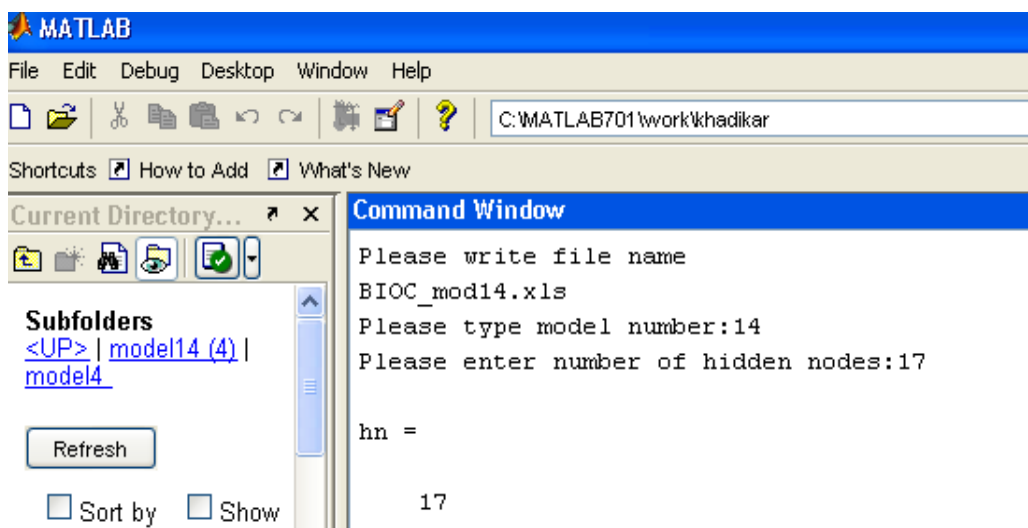 MATLAB
File Edit Debug Desktop Window Help
C:\MATLAB701\work\khadikar
Shortcuts How to Add What's New
Current Directory...
Subfolders
<UP> | model14 (4) |
model4
Refresh
Sort by Show
Command Window
Please write file name
BIOC_mod14.xls
Please type model number:14
Please enter number of hidden nodes:17
hn =
17